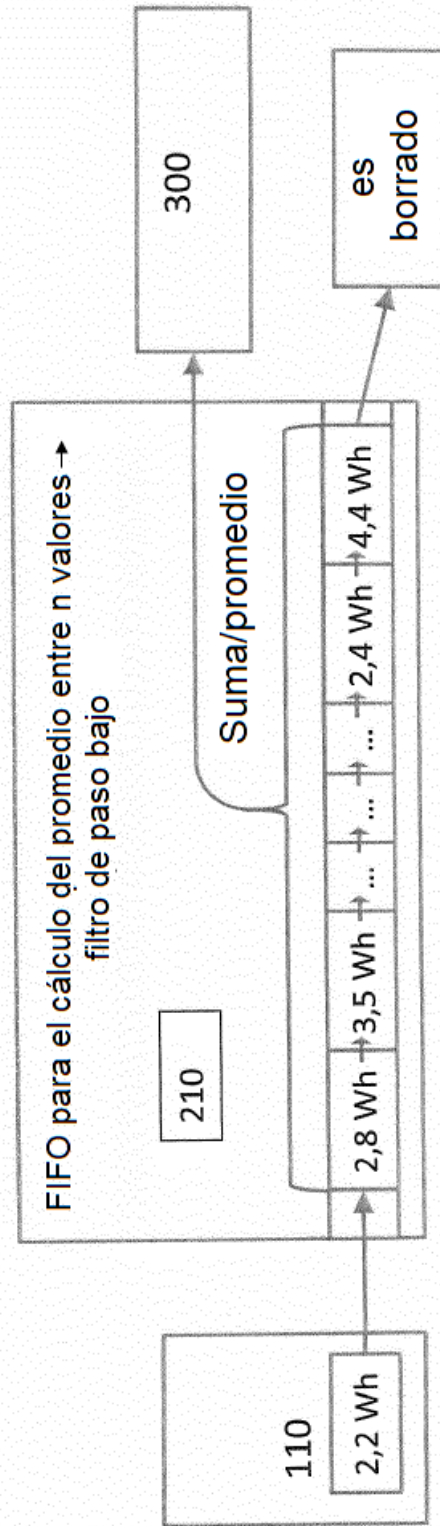 FIFO para el cálculo del promedio entre n valores →
filtro de paso bajo
210
Suma/promedio
300
110
2,2 Wh
2,8 Wh → 3,5 Wh → ... → ... → ... → 2,4 Wh → 4,4 Wh
es
borrado